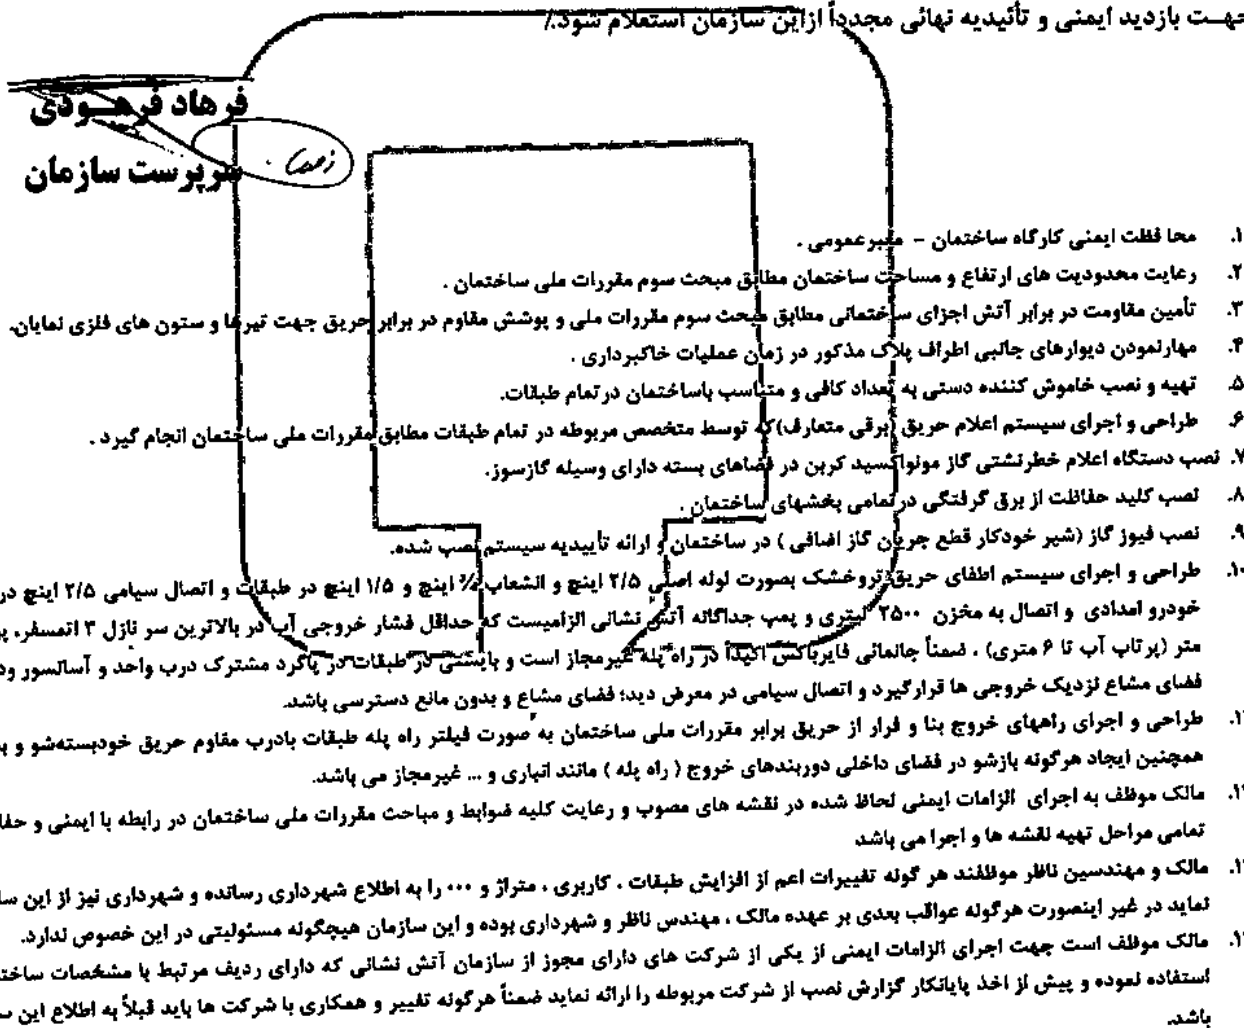 جهـت بازدید ایمنی و تأئیدیه نهائی مجدداً ازاین سازمان استعلام شود./
فرهاد فرهـودی
سرپرست سازمان
۱. محا فظت ایمنی کارگاه ساختمان - معبرعمومی .
۲. رعایت محدودیت های ارتفاع و مساحت ساختمان مطابق مبحث سوم مقررات ملی ساختمان .
۳. تأمین مقاومت در برابر آتش اجزای ساختمانی مطابق مبحث سوم مقررات ملی و پوشش مقاوم در برابر حریق جهت تیرها و ستون های فلزی نمایان.
۴. مهارنمودن دیوارهای جانبی اطراف پلاک مذکور در زمان عملیات خاکبرداری .
۵. تهیه و نصب خاموش کننده دستی به تعداد کافی و متناسب باساختمان درتمام طبقات.
۶. طراحی و اجرای سیستم اعلام حریق (برقی متعارف)که توسط متخصص مربوطه در تمام طبقات مطابق مقررات ملی ساختمان انجام گیرد .
۷. نصب دستگاه اعلام خطرنشتی گاز مونواکسید کربن در فضاهای بسته دارای وسیله گازسوز.
۸. نصب کلید حفاظت از برق گرفتگی درتمامی بخشهای ساختمان .
۹. نصب فیوز گاز (شیر خودکار قطع جریان گاز اضافی ) در ساختمان و ارائه تأییدیه سیستم نصب شده.
۱۰. طراحی و اجرای سیستم اطفای حریق تروخشک بصورت لوله اصلی ۲/۵ اینچ و انشعاب اینچ و ۱/۵ اینچ در طبقات و اتصال سیامی ۲/۵ اینچ در
خودرو امدادی و اتصال به مخزن ۲۵۰۰ لیتری و پمپ جداگانه آتش نشانی الزامیست که حداقل فشار خروجی آب در بالاترین سر نازل ۳ اتمسفر،
متر (پرتاب آب تا ۶ متری) . ضمناً جانمائی فایرباکس اکیداً در راه پله غیرمجاز است و بایستی در طبقات در پاگرد مشترک درب واحد و آسانسور
فضای مشاع نزدیک خروجی ها قرارگیرد و اتصال سیامی در معرض دید؛ فضای مشاع و بدون مانع دسترسی باشد.
طراحی و اجرای راههای خروج بنا و فرار از حریق برابر مقررات ملی ساختمان به صورت فیلتر راه پله طبقات بادرب مقاوم حریق خودبسته‌شو و
همچنین ایجاد هرگونه بازشو در فضای داخلی دوربندهای خروج ( راه پله ) مانند انباری و ... غیرمجاز می باشد.
مالک موظف به اجرای الزامات ایمنی لحاظ شده در نقشه های مصوب و رعایت کلیه ضوابط و مباحث مقررات ملی ساختمان در رابطه با ایمنی و
تمامی مراحل تهیه نقشه ها و اجرا می باشد
مالک و مهندسین ناظر موظفند هر گونه تغییرات اعم از افزایش طبقات ، کاربری ، متراژ و ... را به اطلاع شهرداری رسانده و شهرداری نیز از این
نماید در غیر اینصورت هرگونه عواقب بعدی بر عهده مالک ، مهندس ناظر و شهرداری بوده و این سازمان هیچگونه مسئولیتی در این خصوص ندارد.
مالک موظف است جهت اجرای الزامات ایمنی از یکی از شرکت های دارای مجوز از سازمان آتش نشانی که دارای ردیف مرتبط با مشخصات
استفاده نموده و پیش از اخذ پایانکار گزارش نصب از شرکت مربوطه را ارائه نماید ضمناً هرگونه تغییر و همکاری با شرکت ها باید قبلاً به اطلاع این
باشد.